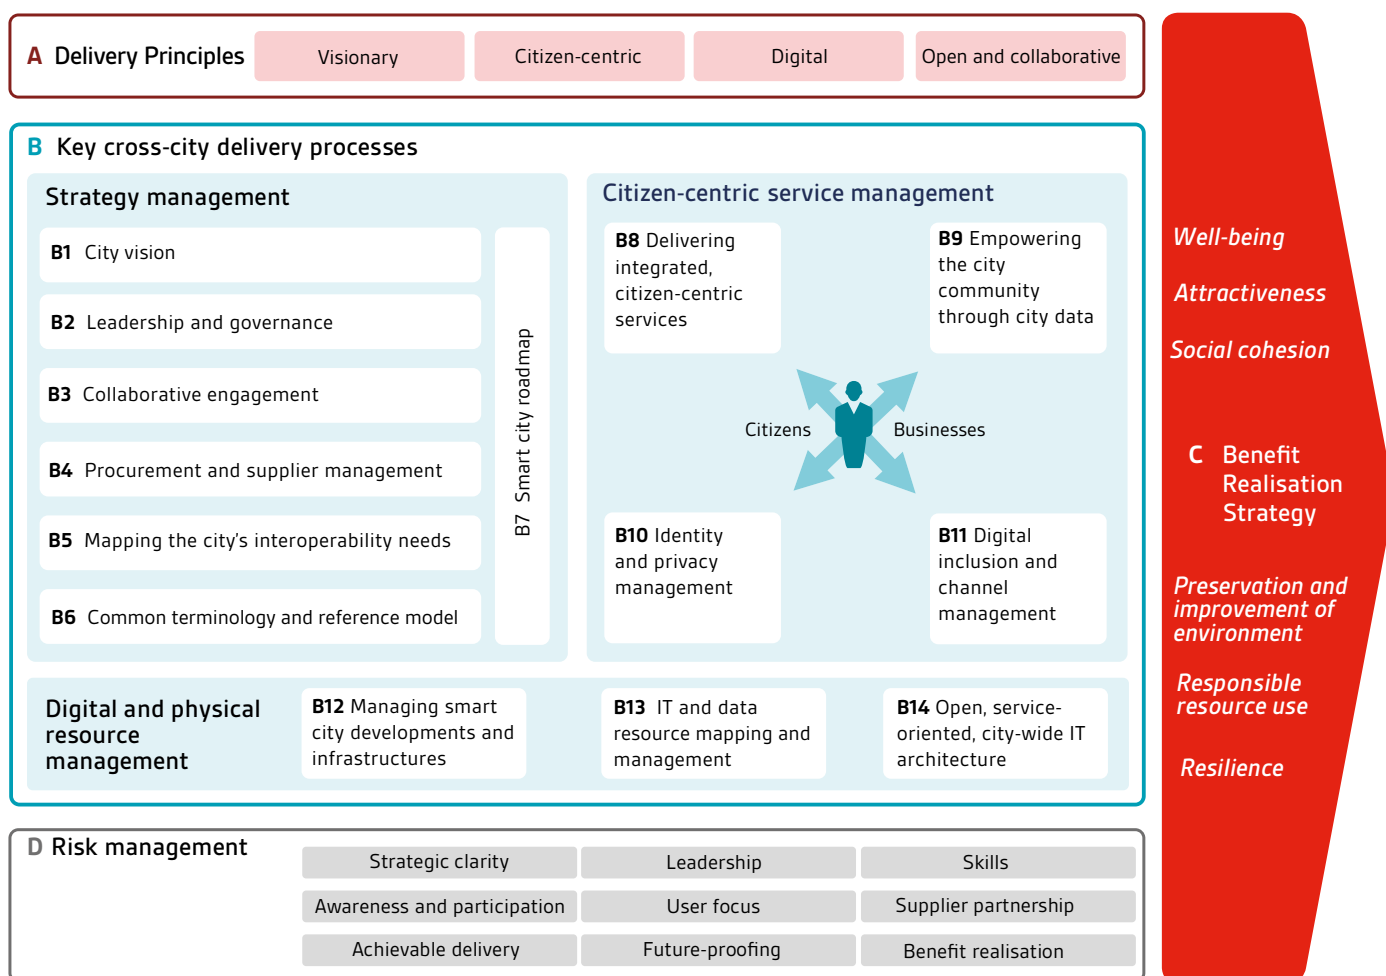 A Delivery Principles
Visionary
Citizen-centric
Digital
Open and collaborative
B Key cross-city delivery processes
Strategy management
B1 City vision
B2 Leadership and governance
B3 Collaborative engagement
B4 Procurement and supplier management
B5 Mapping the city's interoperability needs
B6 Common terminology and reference model
B7 Smart city roadmap
Citizen-centric service management
B8 Delivering
integrated,
citizen-centric
services
B9 Empowering
the city
community
through city data
Citizens
Businesses
B10 Identity
and privacy
management
B11 Digital
inclusion and
channel
management
Digital and physical
resource
management
B12 Managing smart
city developments and
infrastructures
B13 IT and data
resource mapping and
management
B14 Open, service-
oriented, city-wide IT
architecture
D Risk management
Strategic clarity
Leadership
Skills
Awareness and participation
User focus
Supplier partnership
Achievable delivery
Future-proofing
Benefit realisation
Well-being
Attractiveness
Social cohesion
C Benefit
Realisation
Strategy
Preservation and
improvement of
environment
Responsible
resource use
Resilience